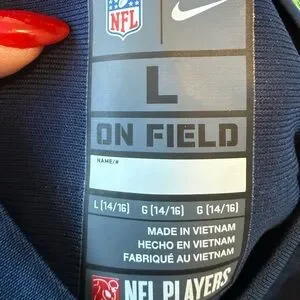 NFL
L
ON FIELD
NAME/#
L (14/16) G (14/16) G (14/16)
MADE IN VIETNAM
HECHO EN VIETNAM
FABRIQUÉ AU VIETNAM
NFL PLAYERS